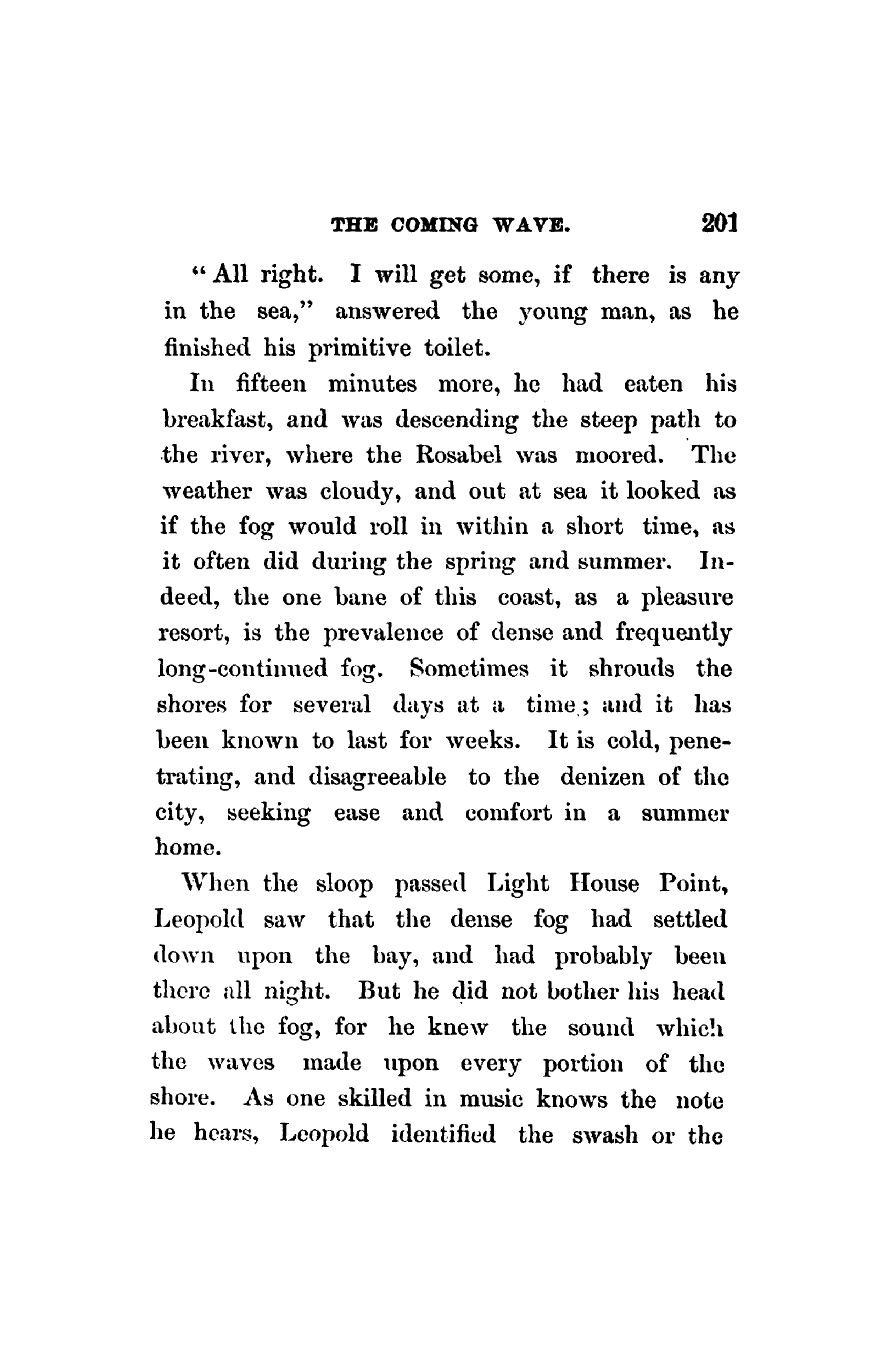 THE COMING WAVE. 201
“All right. I will get some, if there is any
in the sea,” answered the young man, as he
finished his primitive toilet.
In fifteen minutes more, he had eaten his
breakfast, and was descending the steep path to
the river, where the Rosabel was moored. The
weather was cloudy, and out at sea it looked as
if the fog would roll in within a short time, as
it often did during the spring and summer. In-
deed, the one bane of this coast, as a pleasure
resort, is the prevalence of dense and frequently
long-continued fog. Sometimes it shrouds the
shores for several days at a time; and it has
been known to last for weeks. It is cold, pene-
trating, and disagreeable to the denizen of the
city, seeking ease and comfort in a summer
home.
When the sloop passed Light House Point,
Leopold saw that the dense fog had settled
down upon the bay, and had probably been
there all night. But he did not bother his head
about the fog, for he knew the sound which
the waves made upon every portion of the
shore. As one skilled in music knows the note
he hears, Leopold identified the swash or the